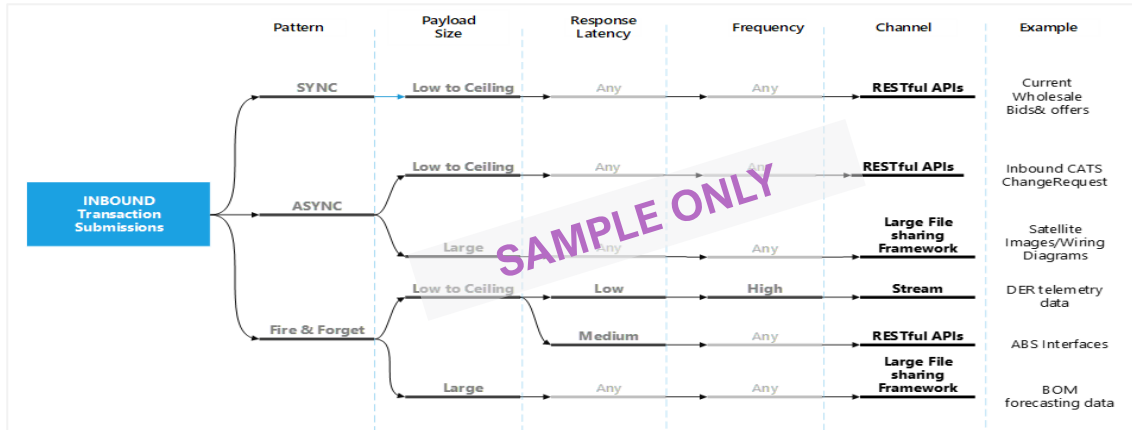 Pattern
Payload
Size
Response
Latency
Frequency
Channel
Example
SYNC
Low to Ceiling
Any
Any
RESTful APIs
Current
Wholesale
Bids& offers
INBOUND
Transaction
Submissions
ASYNC
Low to Ceiling
Any
Any
RESTful APIs
Inbound CATS
ChangeRequest
Large
Any
Any
Large File
sharing
Framework
Satellite
Images/Wiring
Diagrams
SAMPLE ONLY
Fire & Forget
Low to Ceiling
Low
High
Stream
DER telemetry
data
Medium
Any
RESTful APIs
ABS Interfaces
Large
Any
Any
Large File
sharing
Framework
BOM
forecasting data